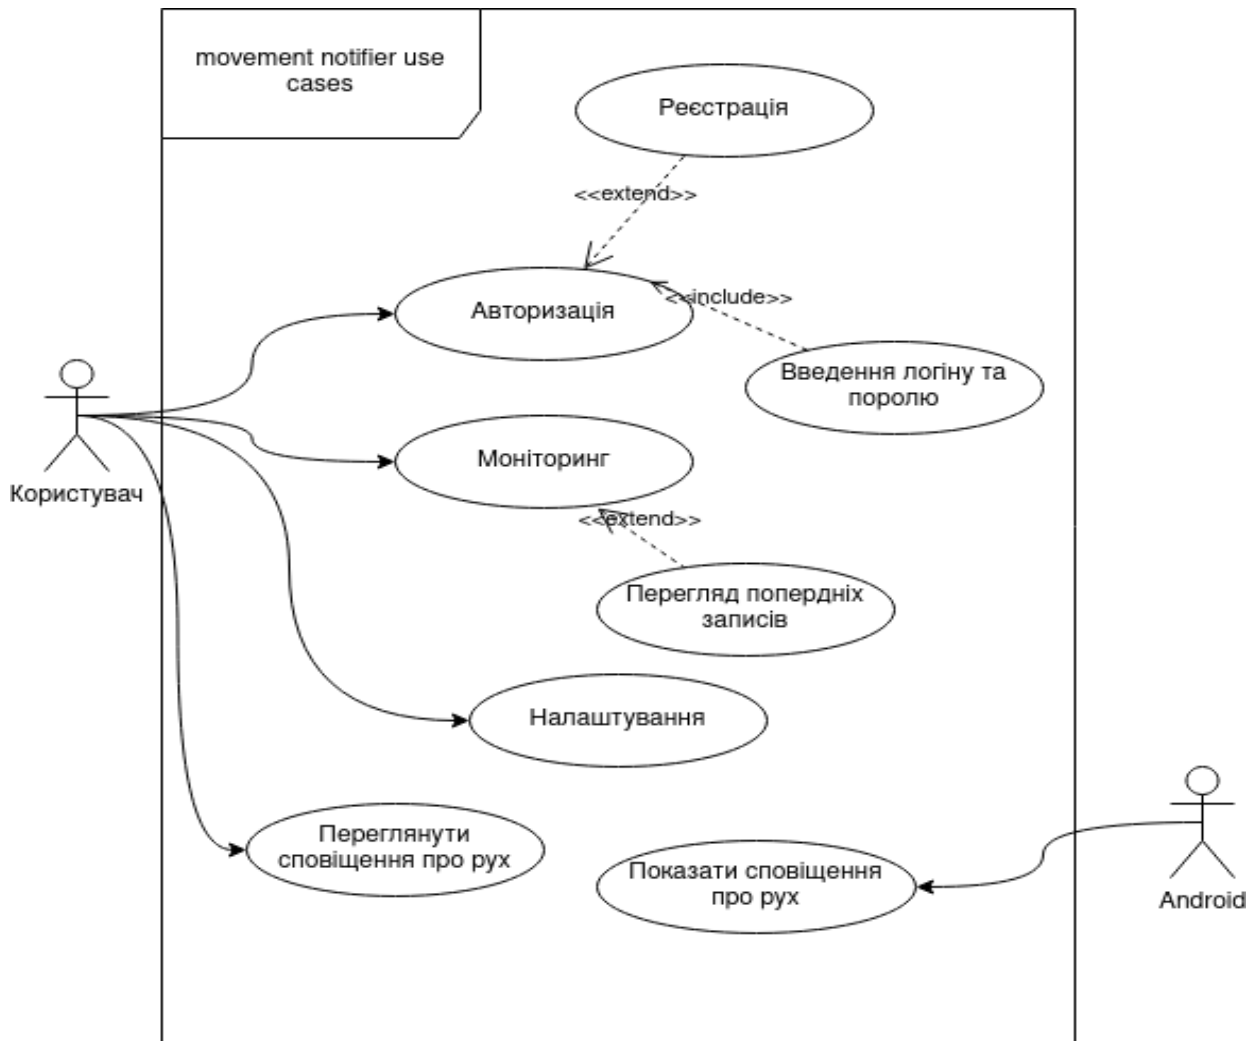 movement notifier use
cases
Реєстрація
<<extend>>
Авторизація
<<include>>
Введення логіну та
поролю
Користувач
Моніторинг
<<extend>>
Перегляд попердніх
записів
Налаштування
Переглянути
сповіщення про рух
Показати сповіщення
про рух
Android